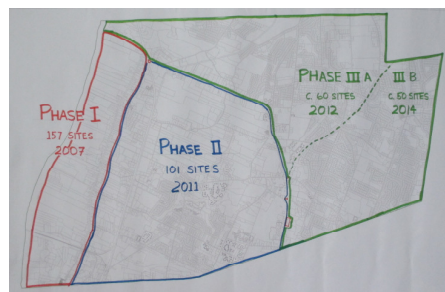 PHASE I
157 SITES
2007
PHASE II
101 SITES
2011
PHASE III A
C. 60 SITES
2012
III B
C. 50 SITES
2014